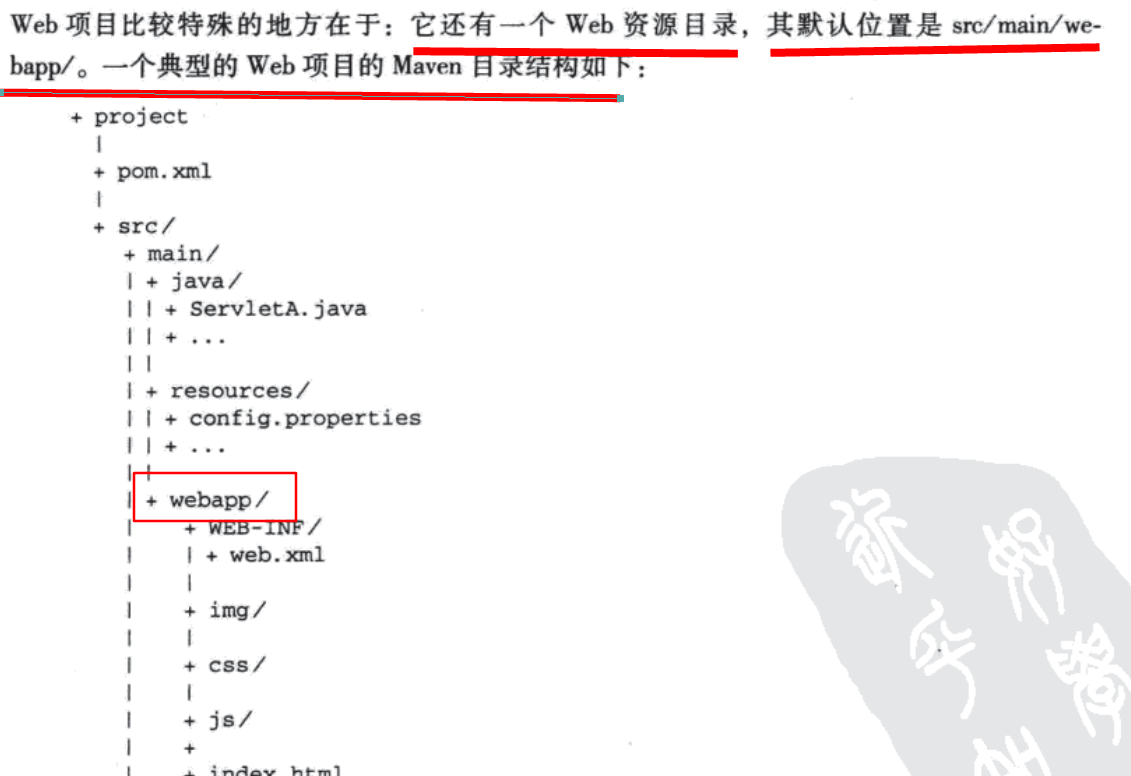 Web 项目比较特殊的地方在于：它还有一个 Web 资源目录，其默认位置是 src/main/we-
bapp/。一个典型的 Web 项目的 Maven 目录结构如下：
+ project
|
+ pom.xml
|
+ src/
+ main/
| + java/
| | + ServletA.java
| | + ...
| |
| + resources/
| | + config.properties
| | + ...
| |
| + webapp/
| + WEB-INF/
| | + web.xml
| |
| + img/
| |
| + css/
| |
| + js/
| +
| + index.html